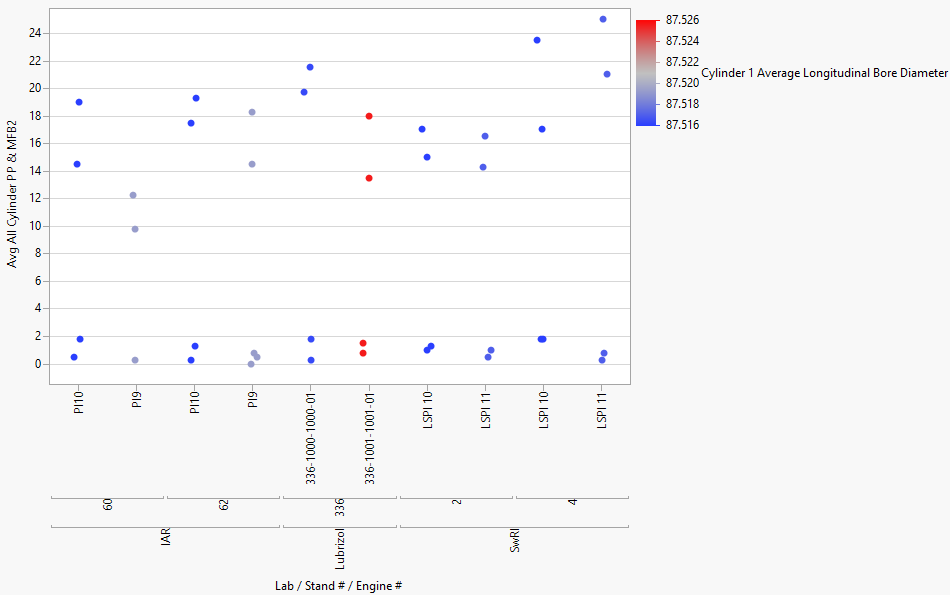 Avg All Cylinder PP & MFB2
24
22
20
18
16
14
12
10
8
6
4
2
0
87.526
87.524
87.522
87.520
87.518
87.516
Cylinder 1 Average Longitudinal Bore Diameter
PI10
PI9
PI10
PI9
336-1000-1000-01
336-1001-1001-01
LSPI 10
LSPI 11
LSPI 10
LSPI 11
60
62
336
2
4
IAR
Lubrizol
SwRI
Lab / Stand # / Engine #